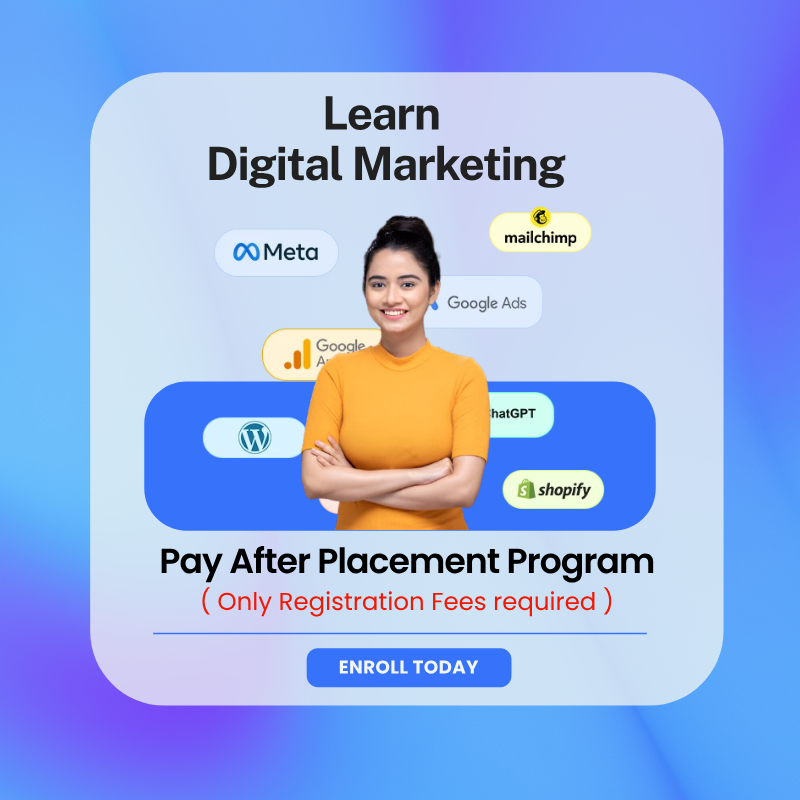 Learn
Digital Marketing
mailchimp
Meta
Google Ads
Google
hatGPT
W
shopify
Pay After Placement Program
( Only Registration Fees required )
ENROLL TODAY